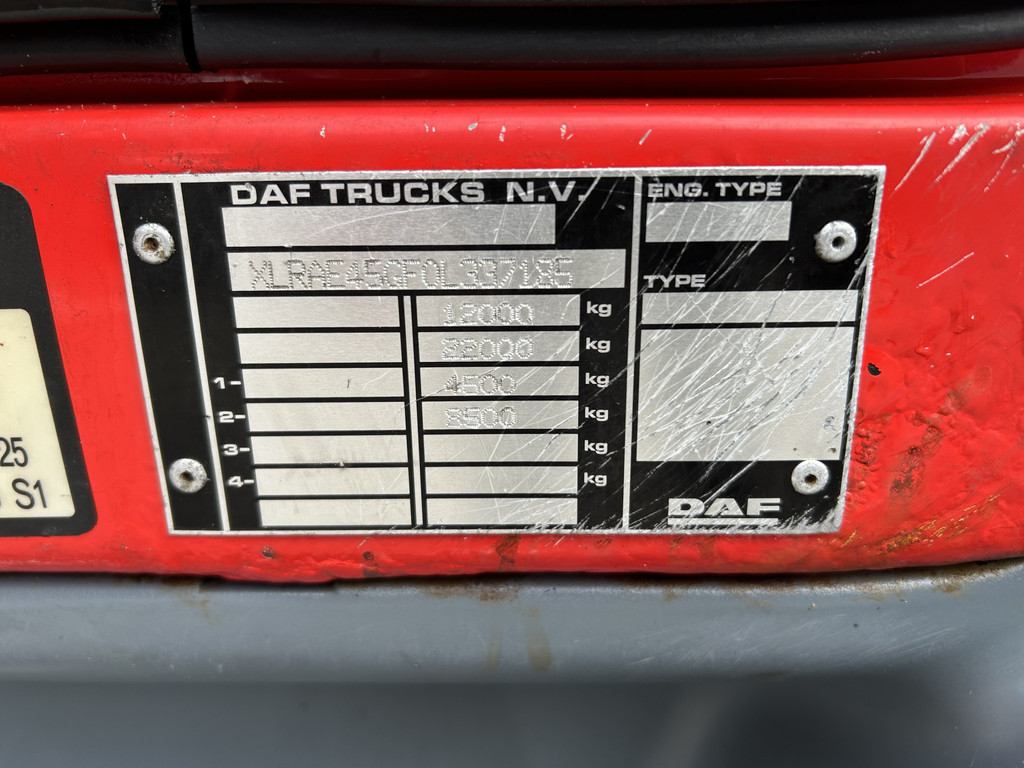 DAF TRUCKS N.V.
ENG. TYPE
XLRAE45GF0L337185
TYPE
12000 kg
22000 kg
1- 4500 kg
2- 8500 kg
3- kg
4- kg
DAF
25
S1